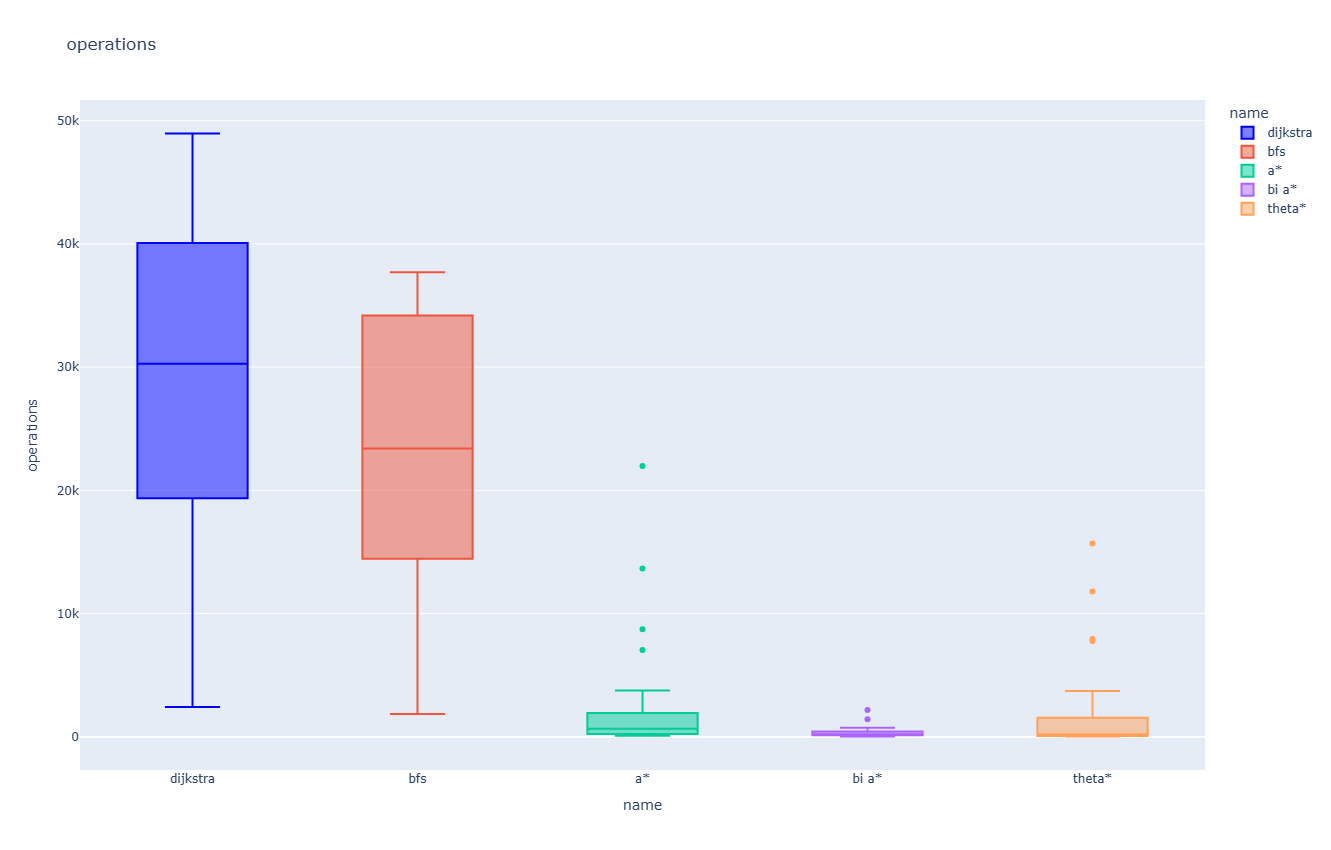 operations
50k
40k
30k
20k
10k
0
operations
dijkstra
bfs
a*
bi a*
theta*
name
name
dijkstra
bfs
a*
bi a*
theta*